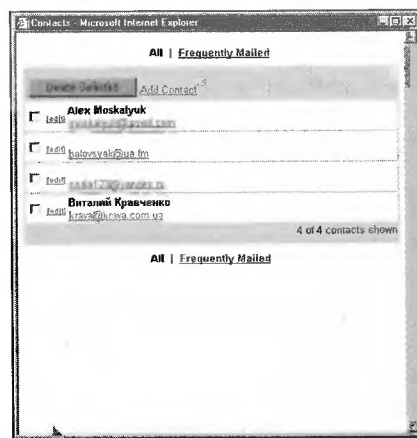 Contacts - Microsoft Internet Explorer
All | Frequently Mailed
Delete Selected Add Contact
[edit] Alex Moskalyuk
[edit] balovsyak@ua.fm
[edit]
[edit] Виталий Кравченко
krava@krava.com.ua
4 of 4 contacts shown
All | Frequently Mailed